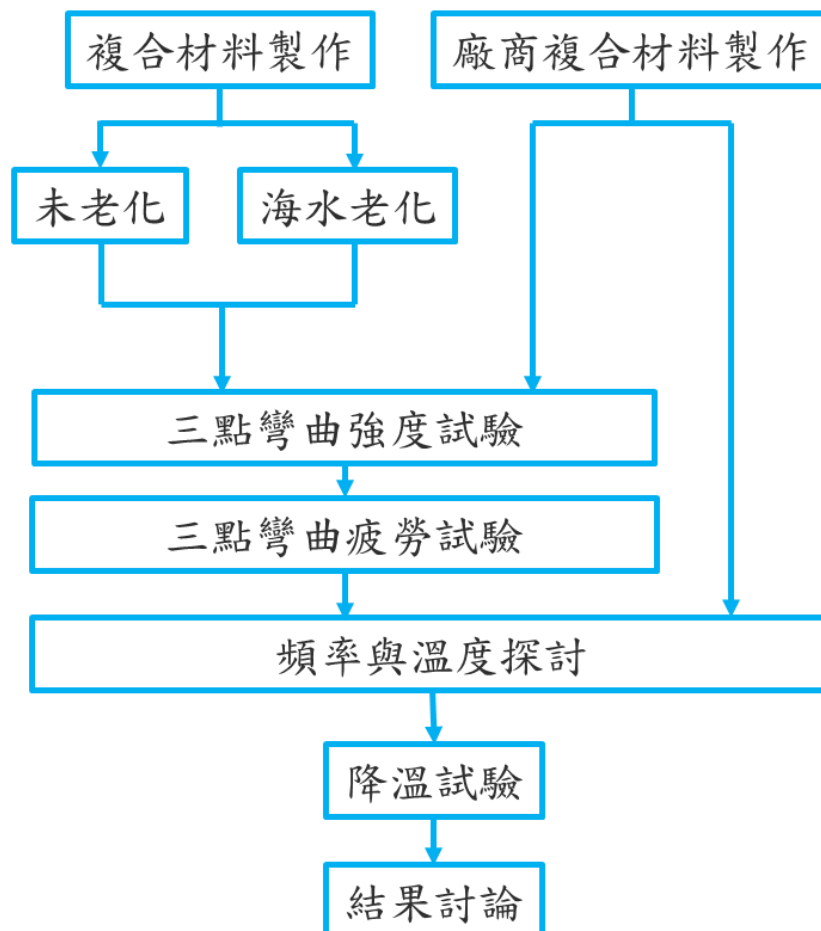 複合材料製作
廠商複合材料製作
未老化
海水老化
三點彎曲強度試驗
三點彎曲疲勞試驗
頻率與溫度探討
降溫試驗
結果討論